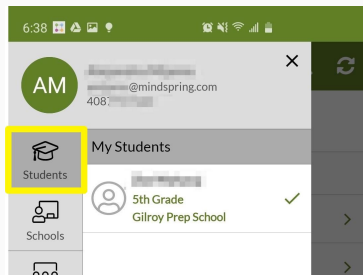 6:38
AM
@mindspring.com
408
My Students
Students
5th Grade
Gilroy Prep School
Schools